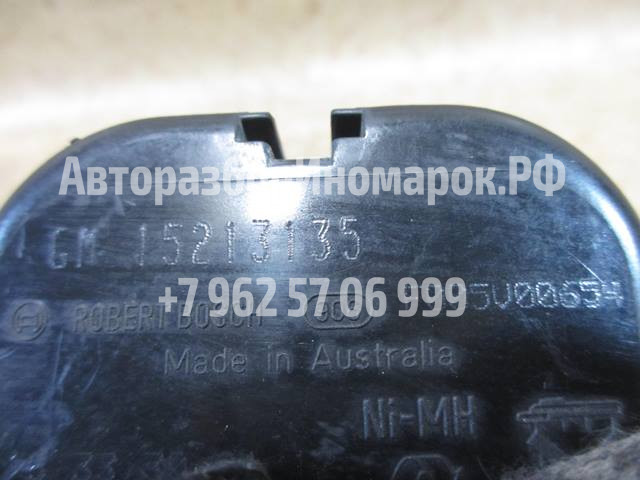 Авторазбор Иномарок.РФ
GM 15213135
+7 962 57 06 999
ROBERT BOSCH
Made in Australia
Ni-MH